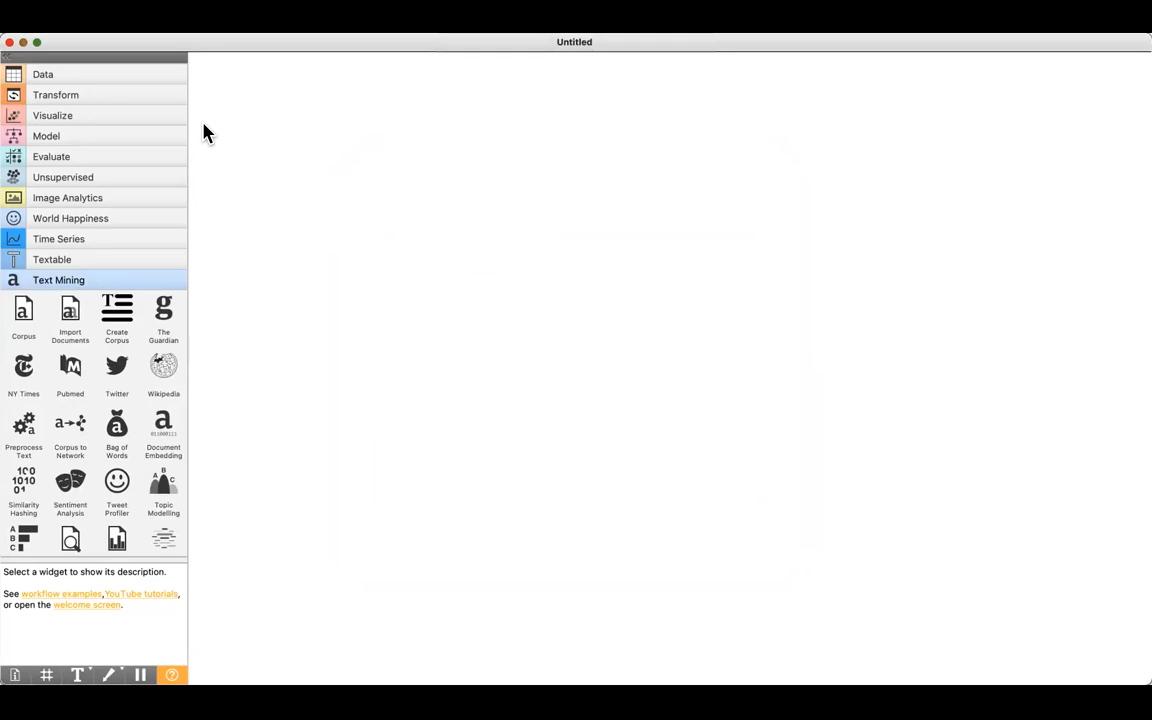 Untitled
Data
Transform
Visualize
Model
Evaluate
Unsupervised
Image Analytics
World Happiness
Time Series
Textable
a Text Mining
Corpus
Import Documents
Create Corpus
The Guardian
NY Times
Pubmed
Twitter
Wikipedia
Preprocess Text
Corpus to Network
Bag of Words
Document Embedding
Similarity Hashing
Sentiment Analysis
Tweet Profiler
Topic Modelling
Select a widget to show its description.
See workflow examples, YouTube tutorials,
or open the welcome screen.